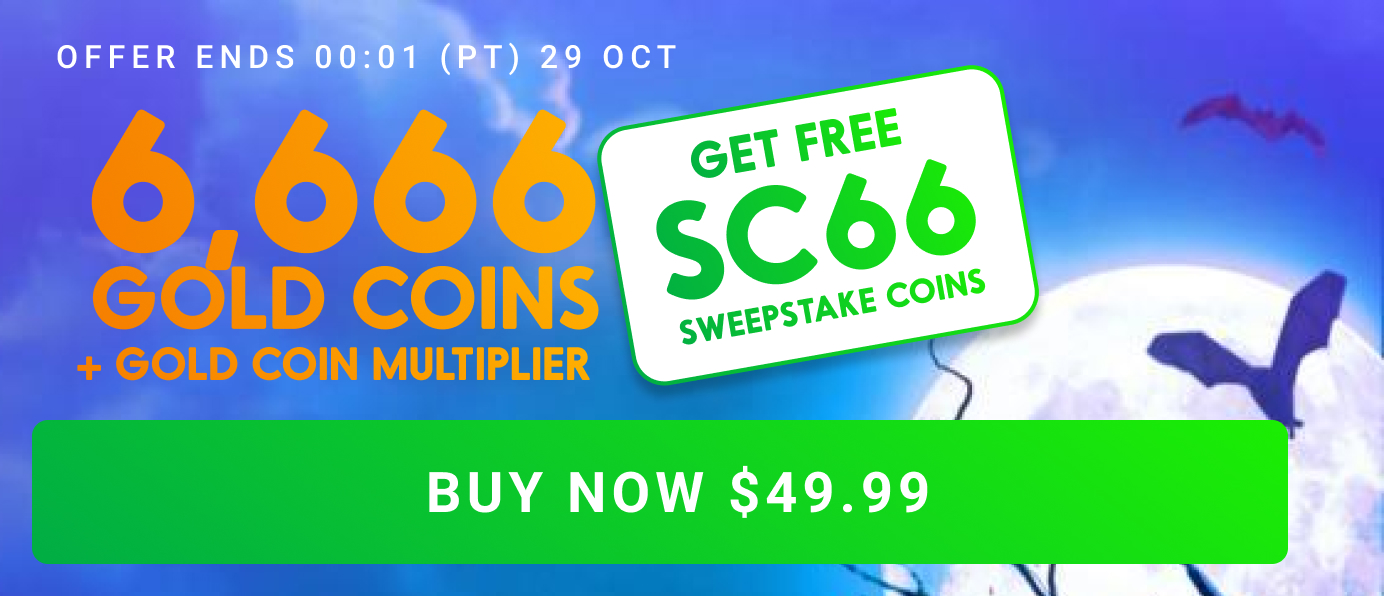 OFFER ENDS 00:01 (PT) 29 OCT
6,666
GOLD COINS
+ GOLD COIN MULTIPLIER
GET FREE
SC66
SWEEPSTAKE COINS
BUY NOW $49.99